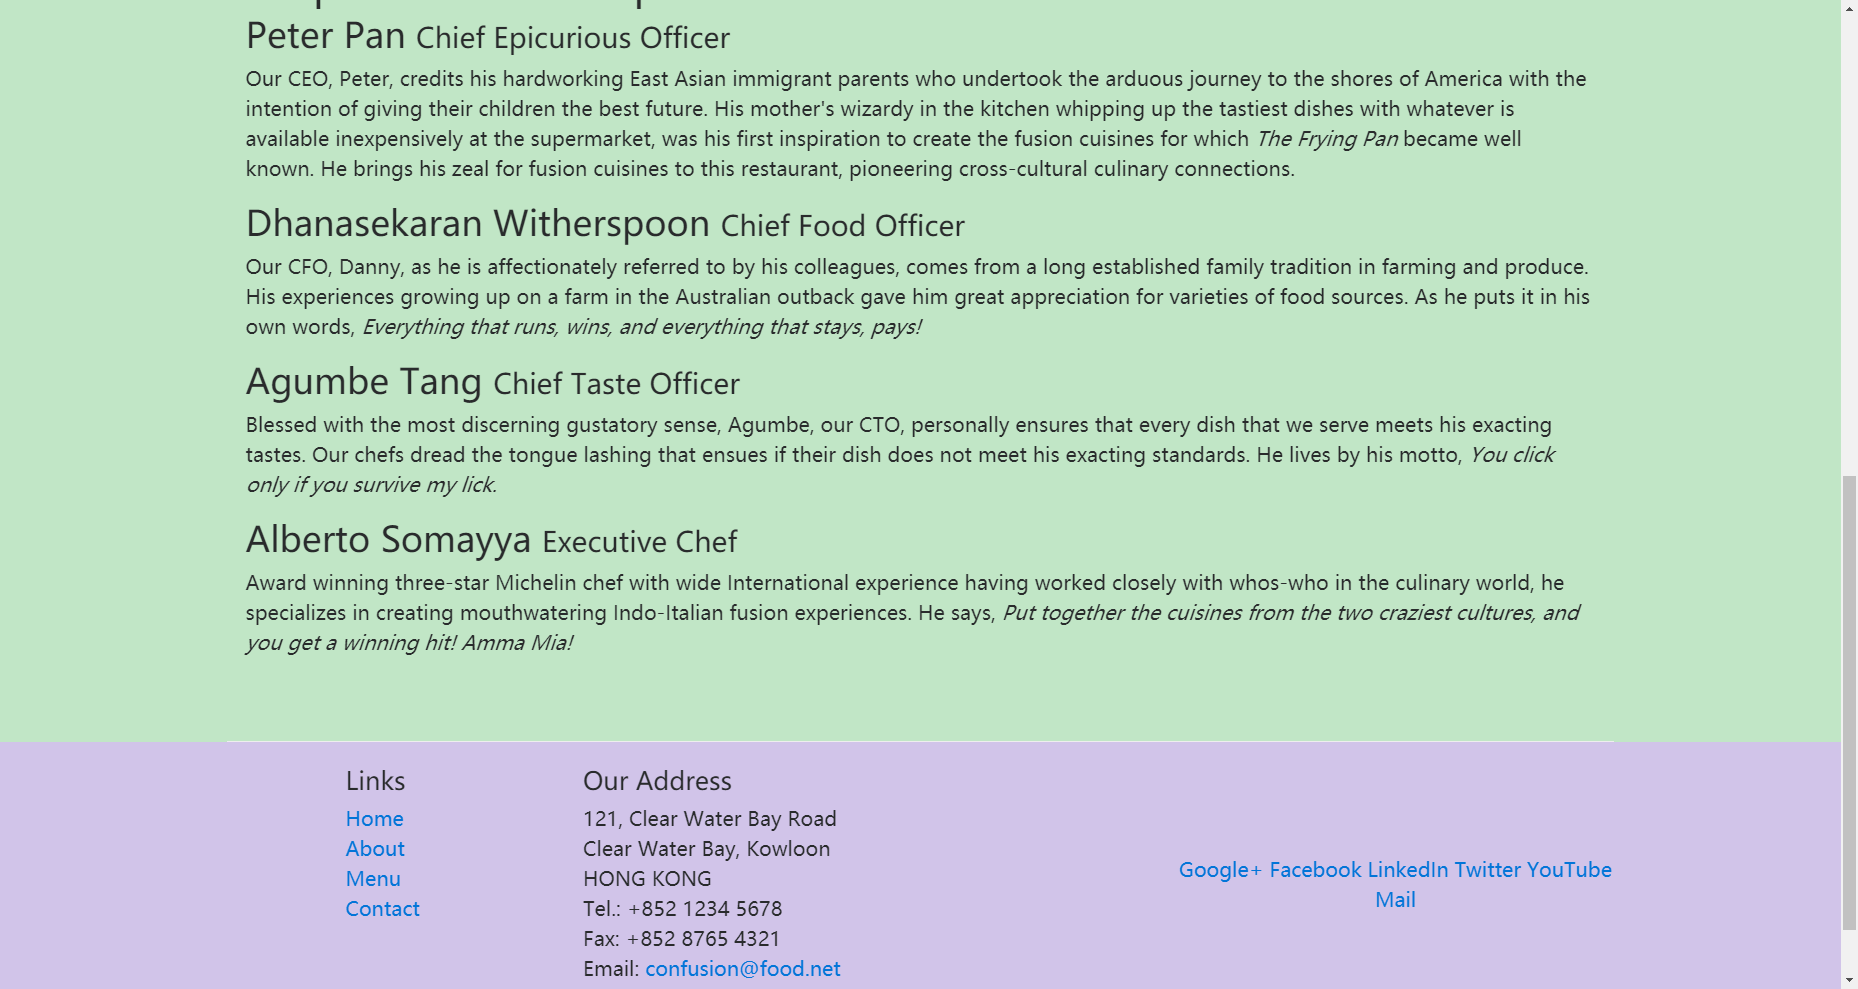 Peter Pan Chief Epicurious Officer
Our CEO, Peter, credits his hardworking East Asian immigrant parents who undertook the arduous journey to the shores of America with the
intention of giving their children the best future. His mother's wizardy in the kitchen whipping up the tastiest dishes with whatever is
available inexpensively at the supermarket, was his first inspiration to create the fusion cuisines for which The Frying Pan became well
known. He brings his zeal for fusion cuisines to this restaurant, pioneering cross-cultural culinary connections.
Dhanasekaran Witherspoon Chief Food Officer
Our CFO, Danny, as he is affectionately referred to by his colleagues, comes from a long established family tradition in farming and produce.
His experiences growing up on a farm in the Australian outback gave him great appreciation for varieties of food sources. As he puts it in his
own words, Everything that runs, wins, and everything that stays, pays!
Agumbe Tang Chief Taste Officer
Blessed with the most discerning gustatory sense, Agumbe, our CTO, personally ensures that every dish that we serve meets his exacting
tastes. Our chefs dread the tongue lashing that ensues if their dish does not meet his exacting standards. He lives by his motto, You click
only if you survive my lick.
Alberto Somayya Executive Chef
Award winning three-star Michelin chef with wide International experience having worked closely with whos-who in the culinary world, he
specializes in creating mouthwatering Indo-Italian fusion experiences. He says, Put together the cuisines from the two craziest cultures, and
you get a winning hit! Amma Mia!
Links
Home
About
Menu
Contact
Our Address
121, Clear Water Bay Road
Clear Water Bay, Kowloon
HONG KONG
Tel.: +852 1234 5678
Fax: +852 8765 4321
Email: confusion@food.net
Google+ Facebook LinkedIn Twitter YouTube
Mail